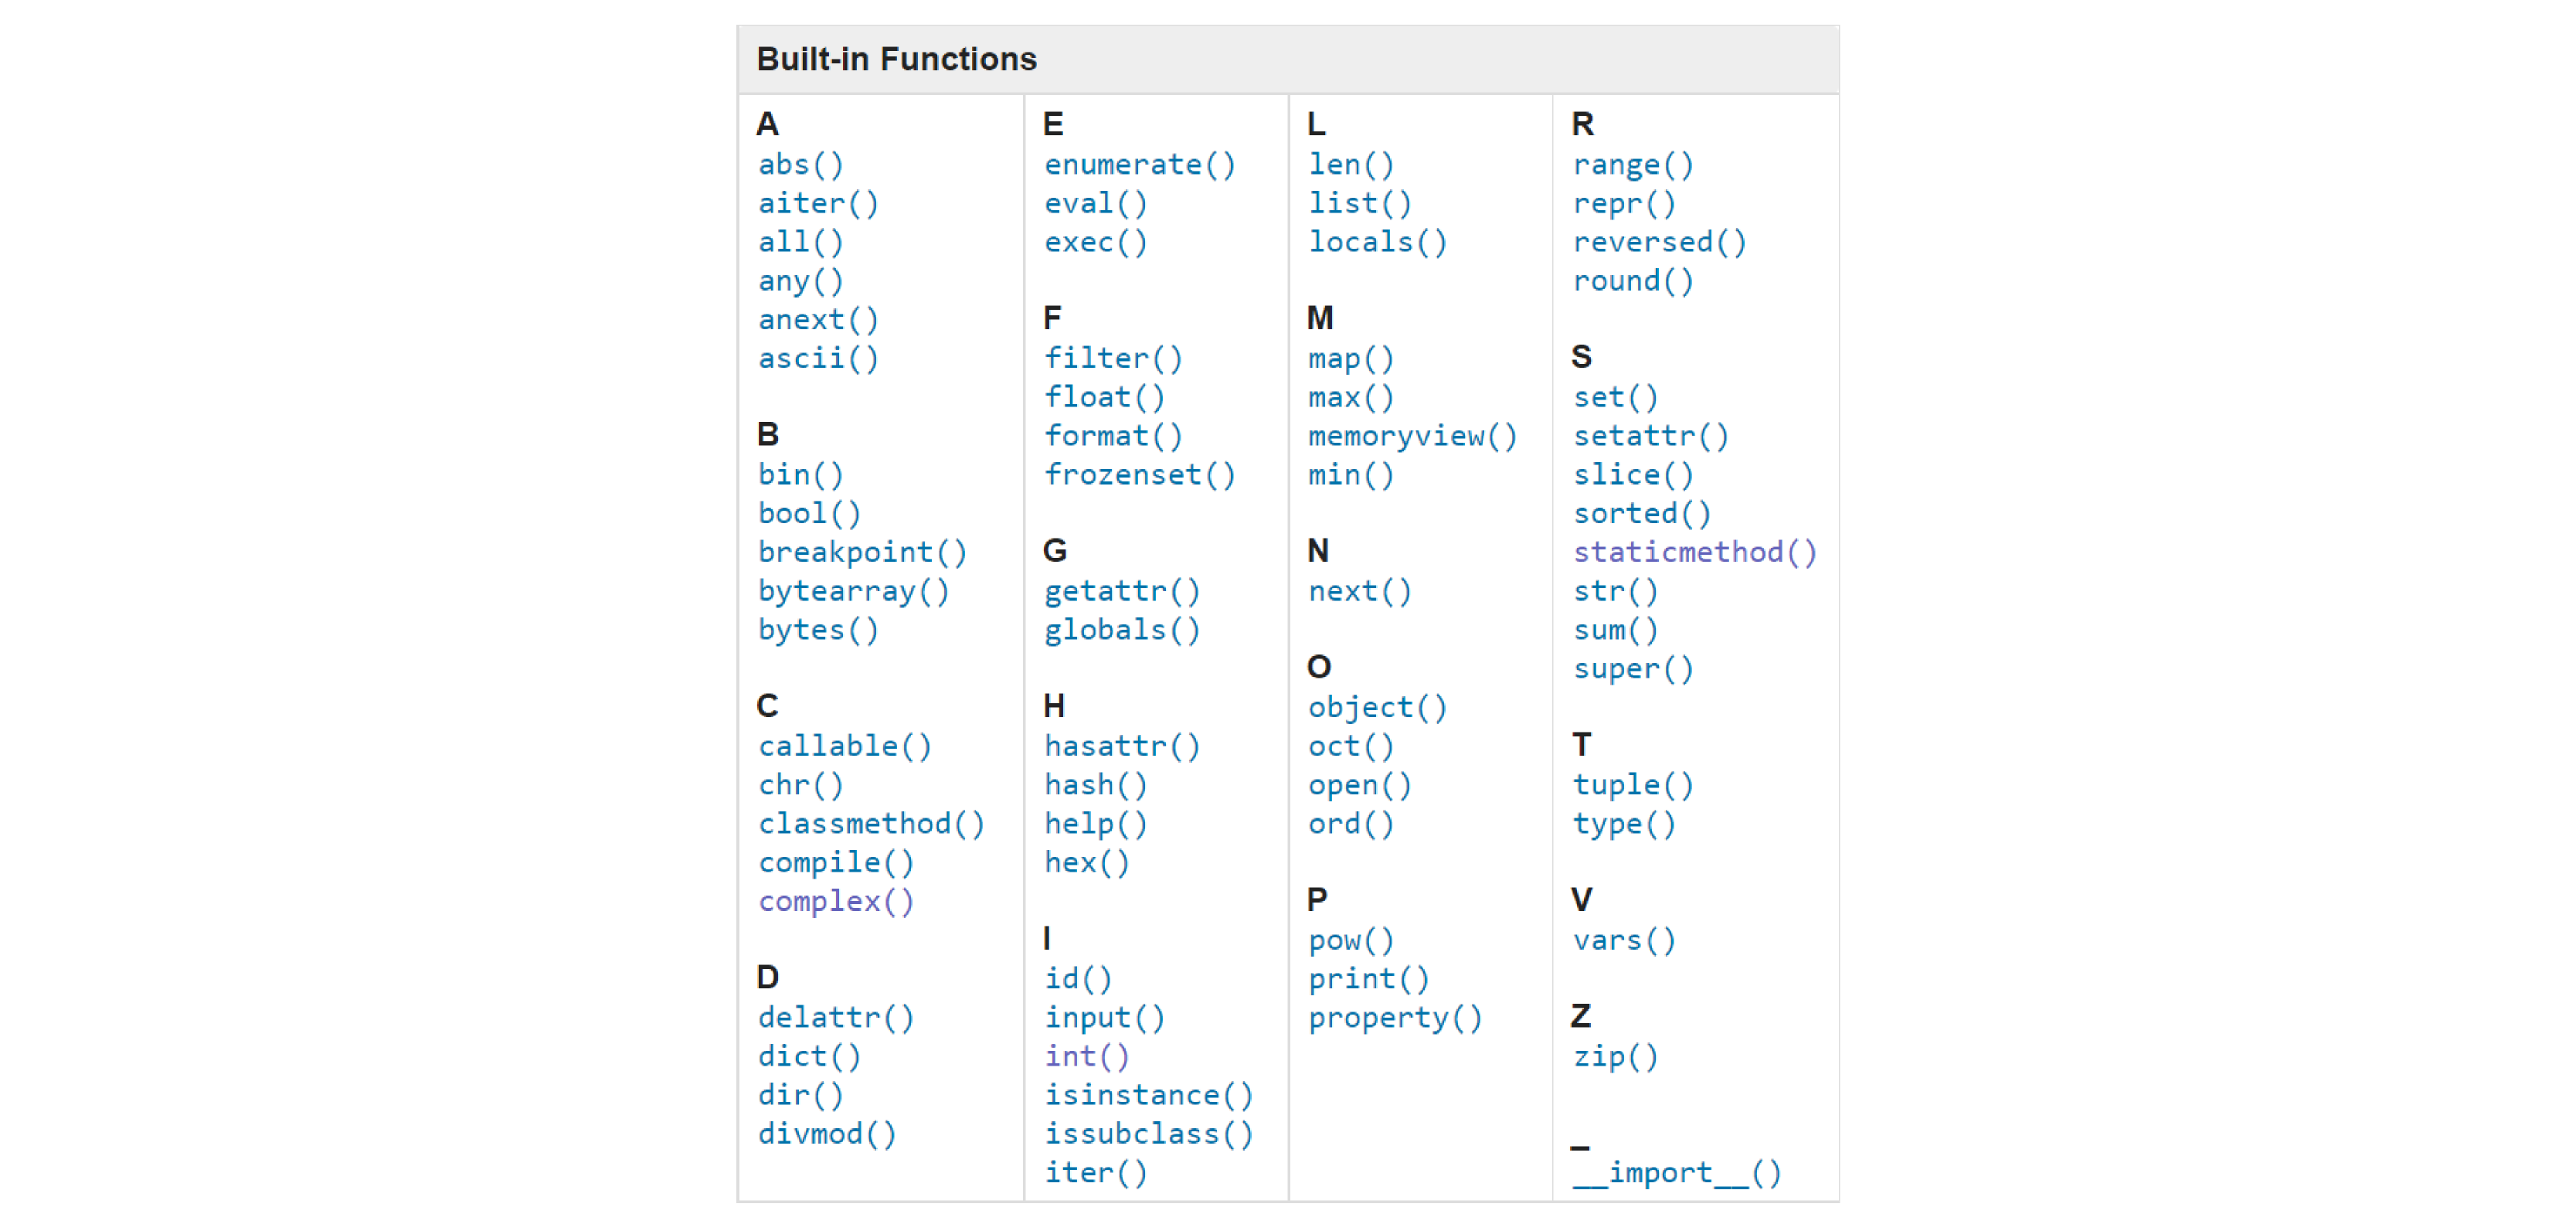 Built-in Functions
A
abs()
aiter()
all()
any()
anext()
ascii()
B
bin()
bool()
breakpoint()
bytearray()
bytes()
C
callable()
chr()
classmethod()
compile()
complex()
D
delattr()
dict()
dir()
divmod()
E
enumerate()
eval()
exec()
F
filter()
float()
format()
frozenset()
G
getattr()
globals()
H
hasattr()
hash()
help()
hex()
I
id()
input()
int()
isinstance()
issubclass()
iter()
L
len()
list()
locals()
M
map()
max()
memoryview()
min()
N
next()
O
object()
oct()
open()
ord()
P
pow()
print()
property()
R
range()
repr()
reversed()
round()
S
set()
setattr()
slice()
sorted()
staticmethod()
str()
sum()
super()
T
tuple()
type()
V
vars()
Z
zip()
_
__import__()